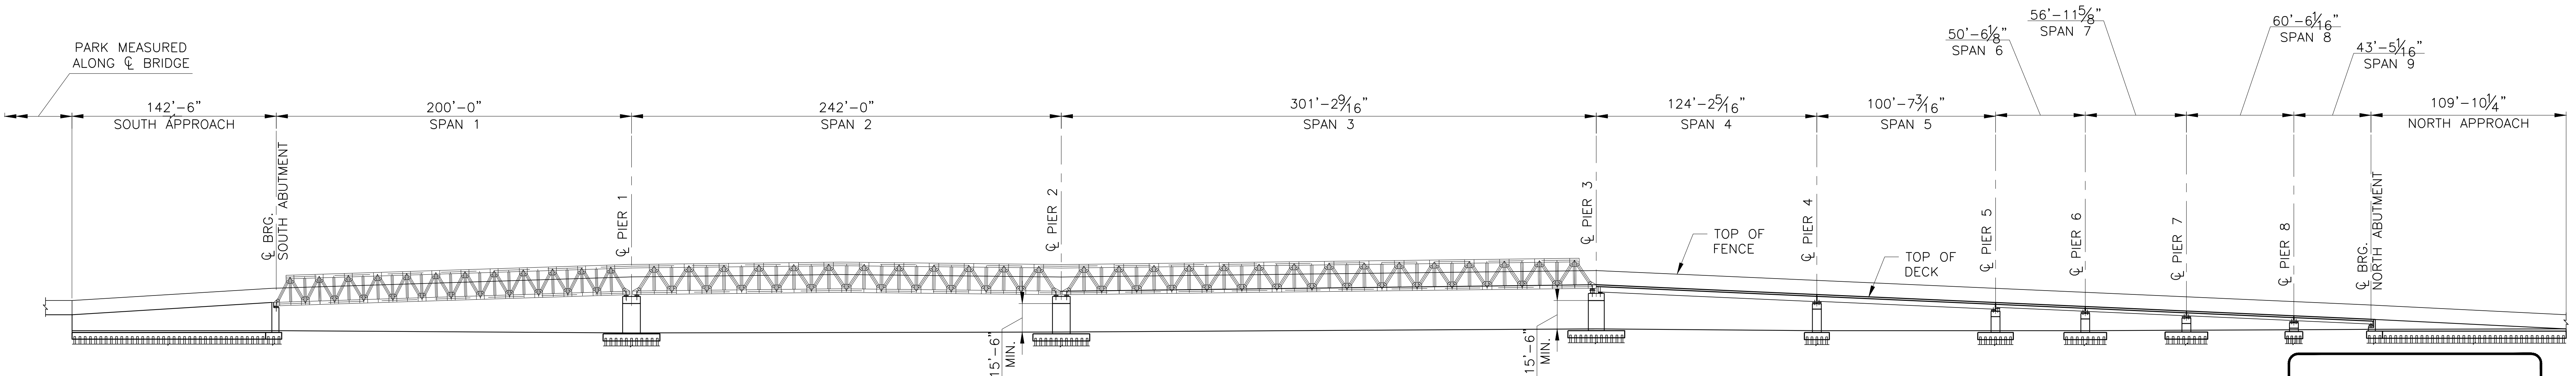 PARK MEASURED
ALONG ℄ BRIDGE
142'-6"
SOUTH APPROACH
200'-0"
SPAN 1
242'-0"
SPAN 2
301'-2 9/16"
SPAN 3
124'-2 5/16"
SPAN 4
100'-7 3/16"
SPAN 5
50'-6 1/8"
SPAN 6
56'-11 5/8"
SPAN 7
60'-6 1/16"
SPAN 8
43'-5 1/16"
SPAN 9
109'-10 1/4"
NORTH APPROACH
℄ BRG.
SOUTH ABUTMENT
℄ PIER 1
℄ PIER 2
℄ PIER 3
℄ PIER 4
℄ PIER 5
℄ PIER 6
℄ PIER 7
℄ PIER 8
℄ BRG.
NORTH ABUTMENT
TOP OF
FENCE
TOP OF
DECK
15'-6"
MIN.
15'-6"
MIN.